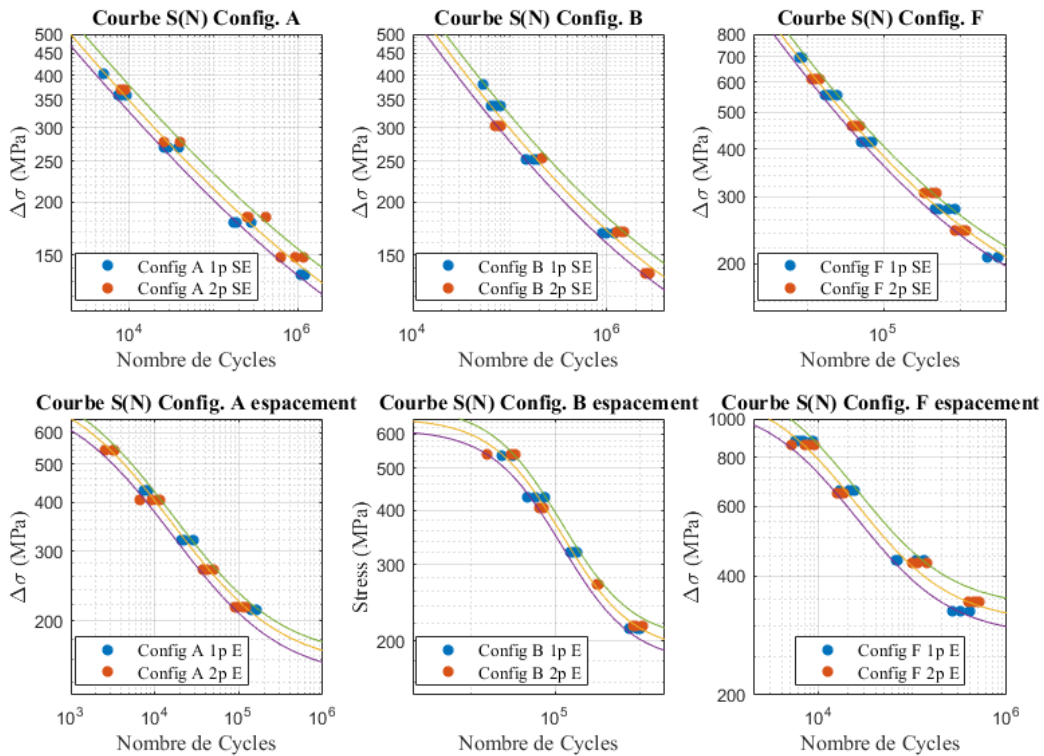 Courbe S(N) Config. A
500
400
350
300
250
200
150
Δσ (MPa)
10^4
10^5
10^6
Nombre de Cycles
Config A 1p SE
Config A 2p SE
Courbe S(N) Config. B
500
400
350
300
250
200
150
Δσ (MPa)
10^4
10^6
Nombre de Cycles
Config B 1p SE
Config B 2p SE
Courbe S(N) Config. F
800
700
600
500
400
300
200
Δσ (MPa)
10^5
Nombre de Cycles
Config F 1p SE
Config F 2p SE
Courbe S(N) Config. A espacement
600
500
400
300
200
Δσ (MPa)
10^3
10^4
10^5
10^6
Nombre de Cycles
Config A 1p E
Config A 2p E
Courbe S(N) Config. B espacement
600
500
400
300
200
Stress (MPa)
10^5
Nombre de Cycles
Config B 1p E
Config B 2p E
Courbe S(N) Config. F espacement
1000
800
600
400
200
Δσ (MPa)
10^4
10^6
Nombre de Cycles
Config F 1p E
Config F 2p E